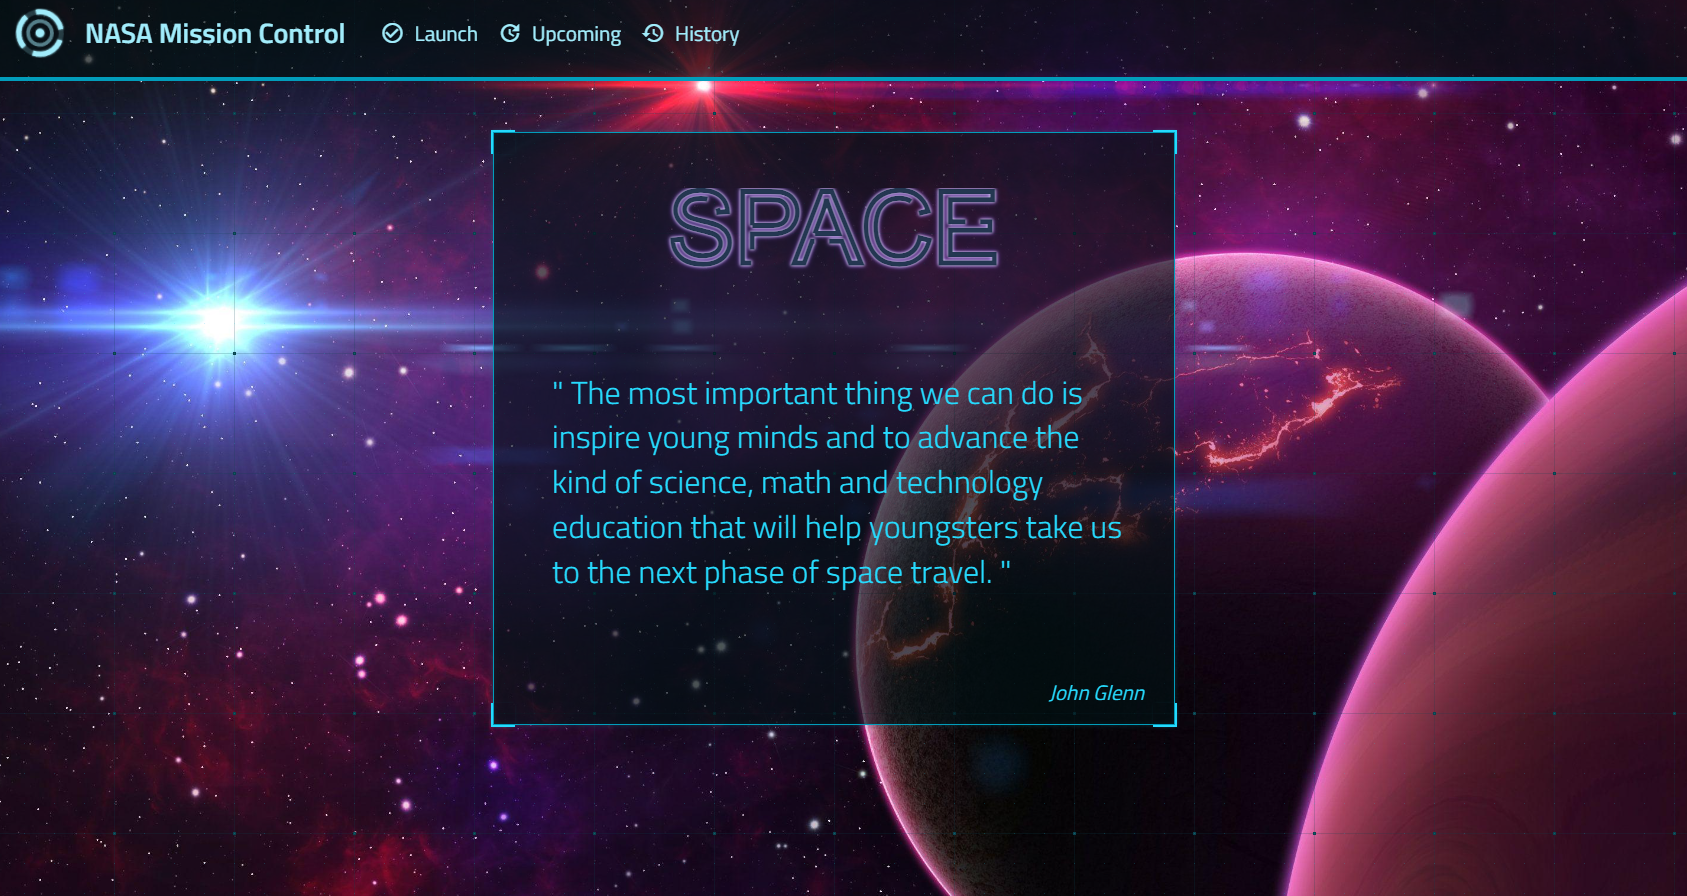 NASA Mission Control Launch Upcoming History
SPACE
" The most important thing we can do is
inspire young minds and to advance the
kind of science, math and technology
education that will help youngsters take us
to the next phase of space travel. "
John Glenn